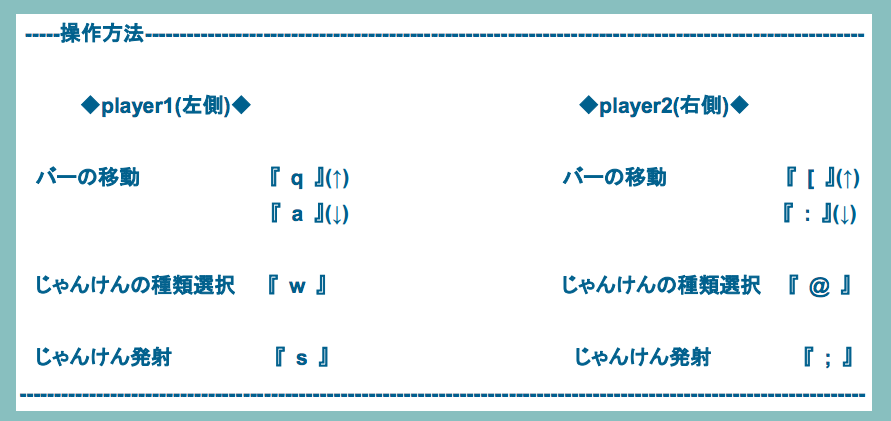 -----操作方法-------------------------------------------------------------------------------------------------------
◆player1(左側)◆ ◆player2(右側)◆
バーの移動 『 q 』(↑) バーの移動 『 [ 』(↑)
『 a 』(↓) 『 : 』(↓)
じゃんけんの種類選択 『 w 』 じゃんけんの種類選択 『 @ 』
じゃんけん発射 『 s 』 じゃんけん発射 『 ; 』
-------------------------------------------------------------------------------------------------------------------------